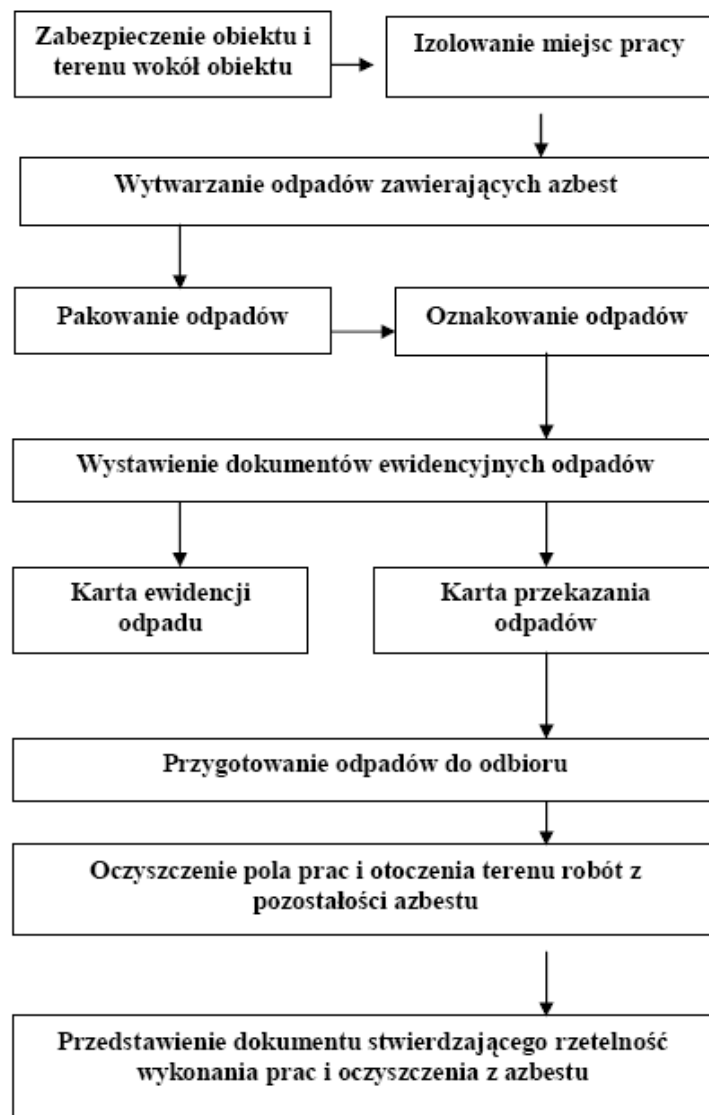 Zabezpieczenie obiektu i
terenu wokół obiektu
Izolowanie miejsc pracy
Wytwarzanie odpadów zawierających azbest
Pakowanie odpadów
Oznakowanie odpadów
Wystawienie dokumentów ewidencyjnych odpadów
Karta ewidencji
odpadu
Karta przekazania
odpadów
Przygotowanie odpadów do odbioru
Oczyszczenie pola prac i otoczenia terenu robót z
pozostałości azbestu
Przedstawienie dokumentu stwierdzającego rzetelność
wykonania prac i oczyszczenia z azbestu